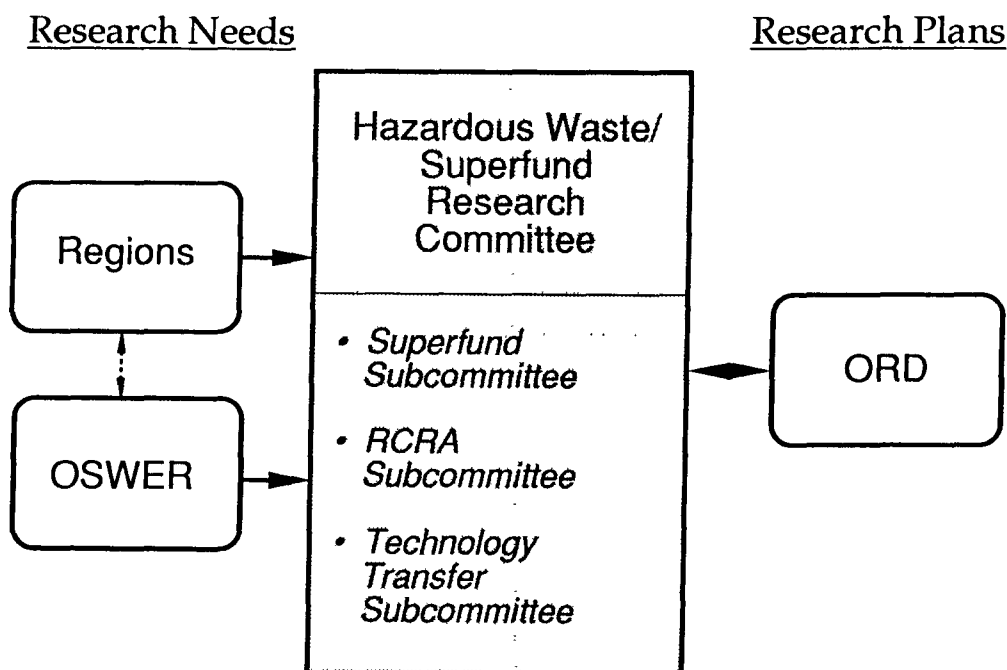 Research Needs
Research Plans
Hazardous Waste/
Superfund
Research
Committee
Regions
OSWER
• Superfund
Subcommittee
• RCRA
Subcommittee
• Technology
Transfer
Subcommittee
ORD